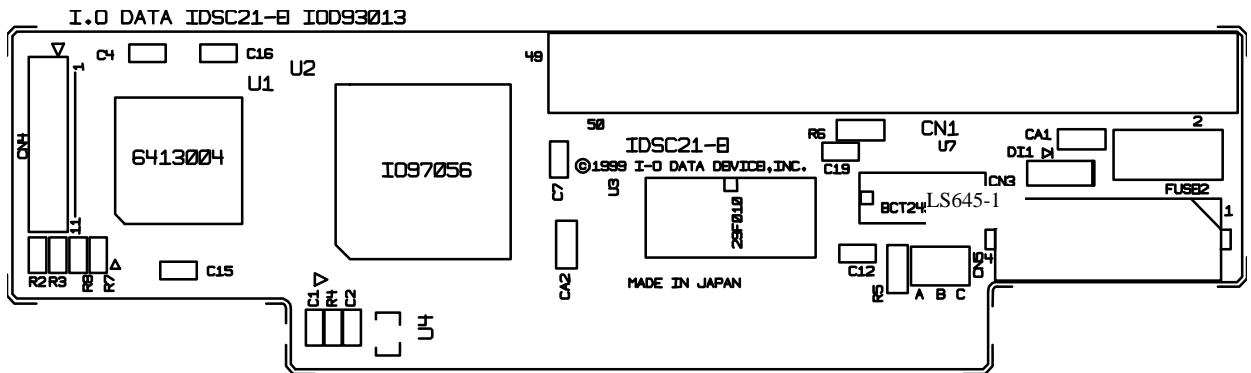 I.O DATA IDSC21-B IOD93013
C4
C16
U2
U1
49
1
CN4
11
6413004
IO97056
50
IDSC21-B
©1999 I-O DATA DEVICE,INC.
R6
C19
CN1
U7
CA1
DI1
2
FUSE2
C7
U3
29F010
CN3
LS645-1
1
R2
R3
R8
R7
C15
CA2
MADE IN JAPAN
C12
R5
A B C
CN5
4
C1
R4
C2
U4